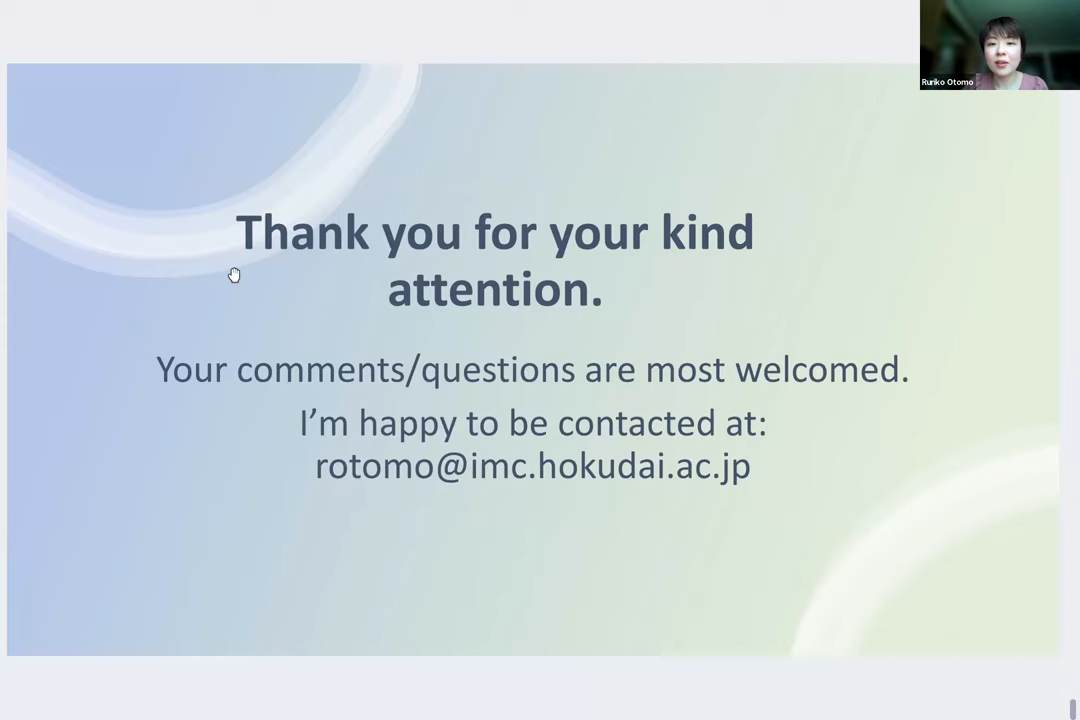 Ruriko Otomo
Thank you for your kind
attention.
Your comments/questions are most welcomed.
I’m happy to be contacted at:
rotomo@imc.hokudai.ac.jp